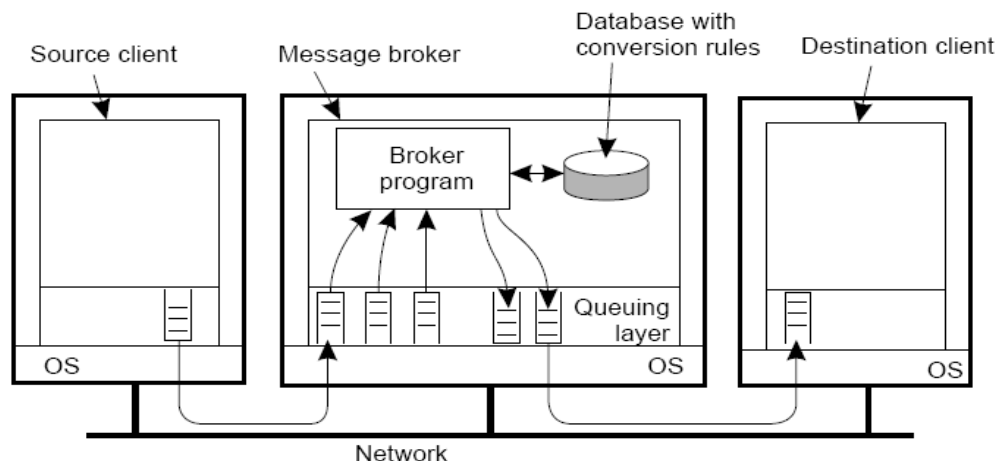 Source client
Message broker
Database with
conversion rules
Destination client
Broker
program
Queuing
layer
OS
OS
OS
Network